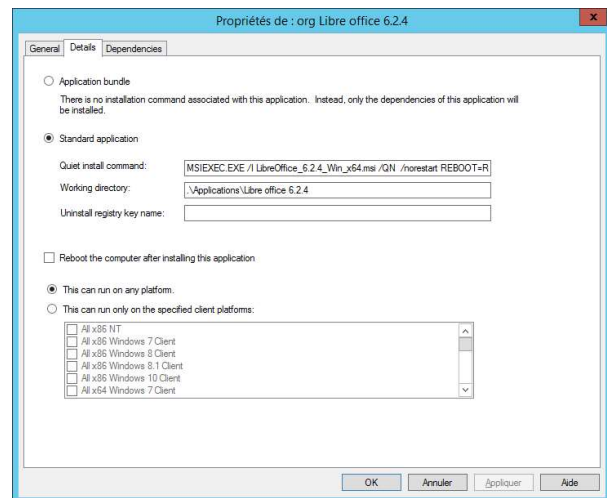 Propriétés de : org Libre office 6.2.4
x
General Details Dependencies
Application bundle
There is no installation command associated with this application. Instead, only the dependencies of this application will
be installed.
Standard application
Quiet install command: MSIEXEC.EXE /I LibreOffice_6.2.4_Win_x64.msi /QN /norestart REBOOT=R
Working directory: .\Applications\Libre office 6.2.4
Uninstall registry key name:
Reboot the computer after installing this application
This can run on any platform.
This can run only on the specified client platforms:
All x86 NT
All x86 Windows 7 Client
All x86 Windows 8 Client
All x86 Windows 8.1 Client
All x86 Windows 10 Client
All x64 Windows 7 Client
OK Annuler Appliquer Aide